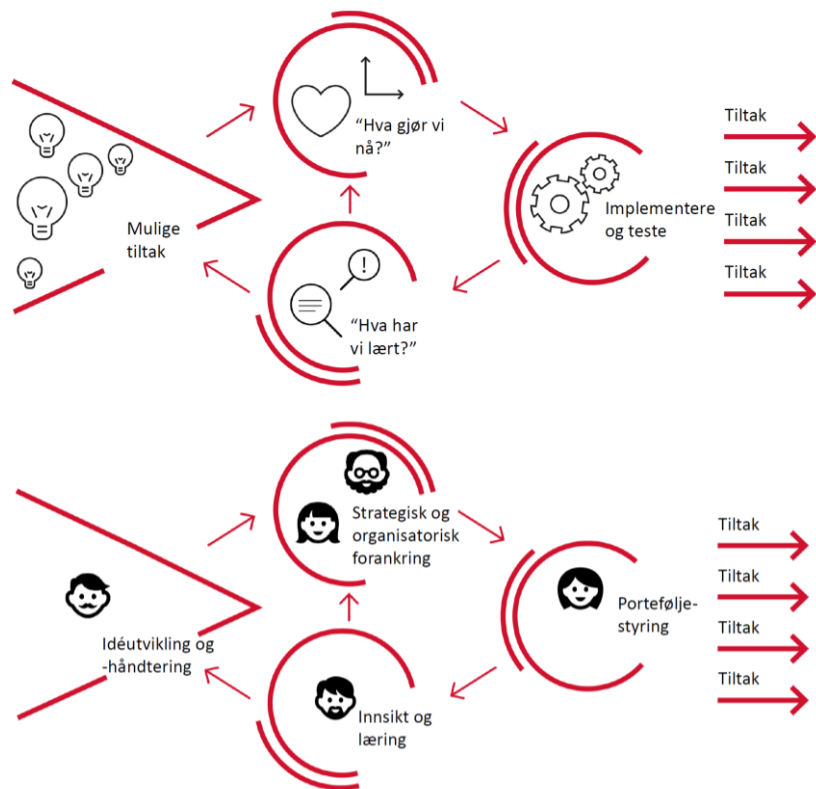 “Hva gjør vi
nå?”
Mulige
tiltak
Implementere
og teste
“Hva har
vi lært?”
Tiltak
Tiltak
Tiltak
Tiltak
!
Strategisk og
organisatorisk
forankring
Idéutvikling og
-håndtering
Portefølje-
styring
Innsikt og
læring
Tiltak
Tiltak
Tiltak
Tiltak